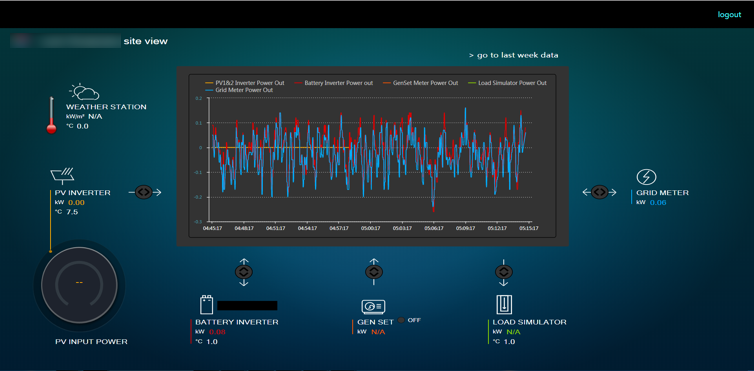 logout
site view
> go to last week data
PV1&2 Inverter Power Out
Battery Inverter Power out
GenSet Meter Power Out
Load Simulator Power Out
Grid Meter Power Out
0.2
0.1
0
-0.1
-0.2
-0.3
04:45:17
04:48:17
04:51:17
04:54:17
04:57:17
05:00:17
05:03:17
05:06:17
05:09:17
05:12:17
05:15:17
WEATHER STATION
kW/m² N/A
°C 0.0
PV INVERTER
kW 0.00
°C 7.5
--
PV INPUT POWER
GRID METER
kW 0.06
BATTERY INVERTER
kW 0.06
°C 1.0
GEN SET OFF
kW N/A
LOAD SIMULATOR
kW N/A
°C 1.0